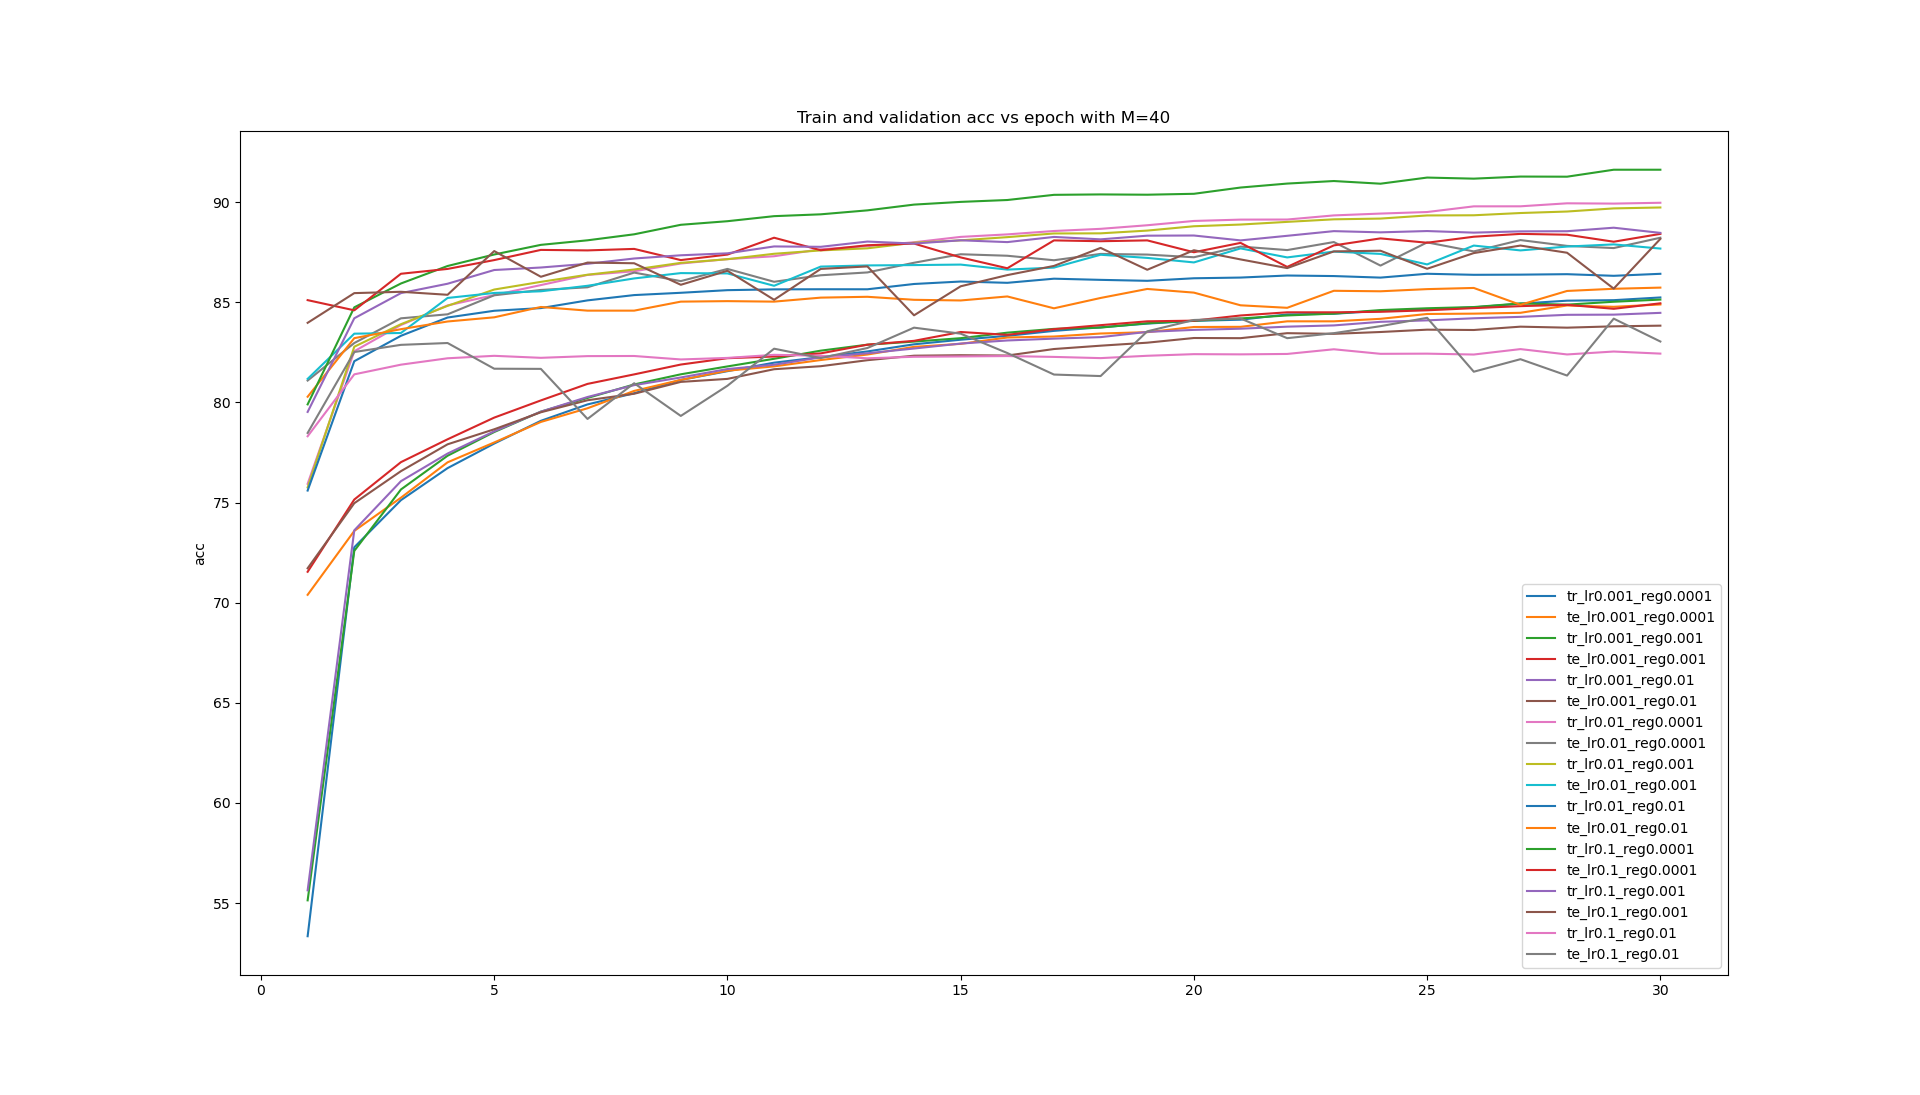 Train and validation acc vs epoch with M=40
acc
90
85
80
75
70
65
60
55
0 5 10 15 20 25 30
tr_lr0.001_reg0.0001
te_lr0.001_reg0.0001
tr_lr0.001_reg0.001
te_lr0.001_reg0.001
tr_lr0.001_reg0.01
te_lr0.001_reg0.01
tr_lr0.01_reg0.0001
te_lr0.01_reg0.0001
tr_lr0.01_reg0.001
te_lr0.01_reg0.001
tr_lr0.01_reg0.01
te_lr0.01_reg0.01
tr_lr0.1_reg0.0001
te_lr0.1_reg0.0001
tr_lr0.1_reg0.001
te_lr0.1_reg0.001
tr_lr0.1_reg0.01
te_lr0.1_reg0.01